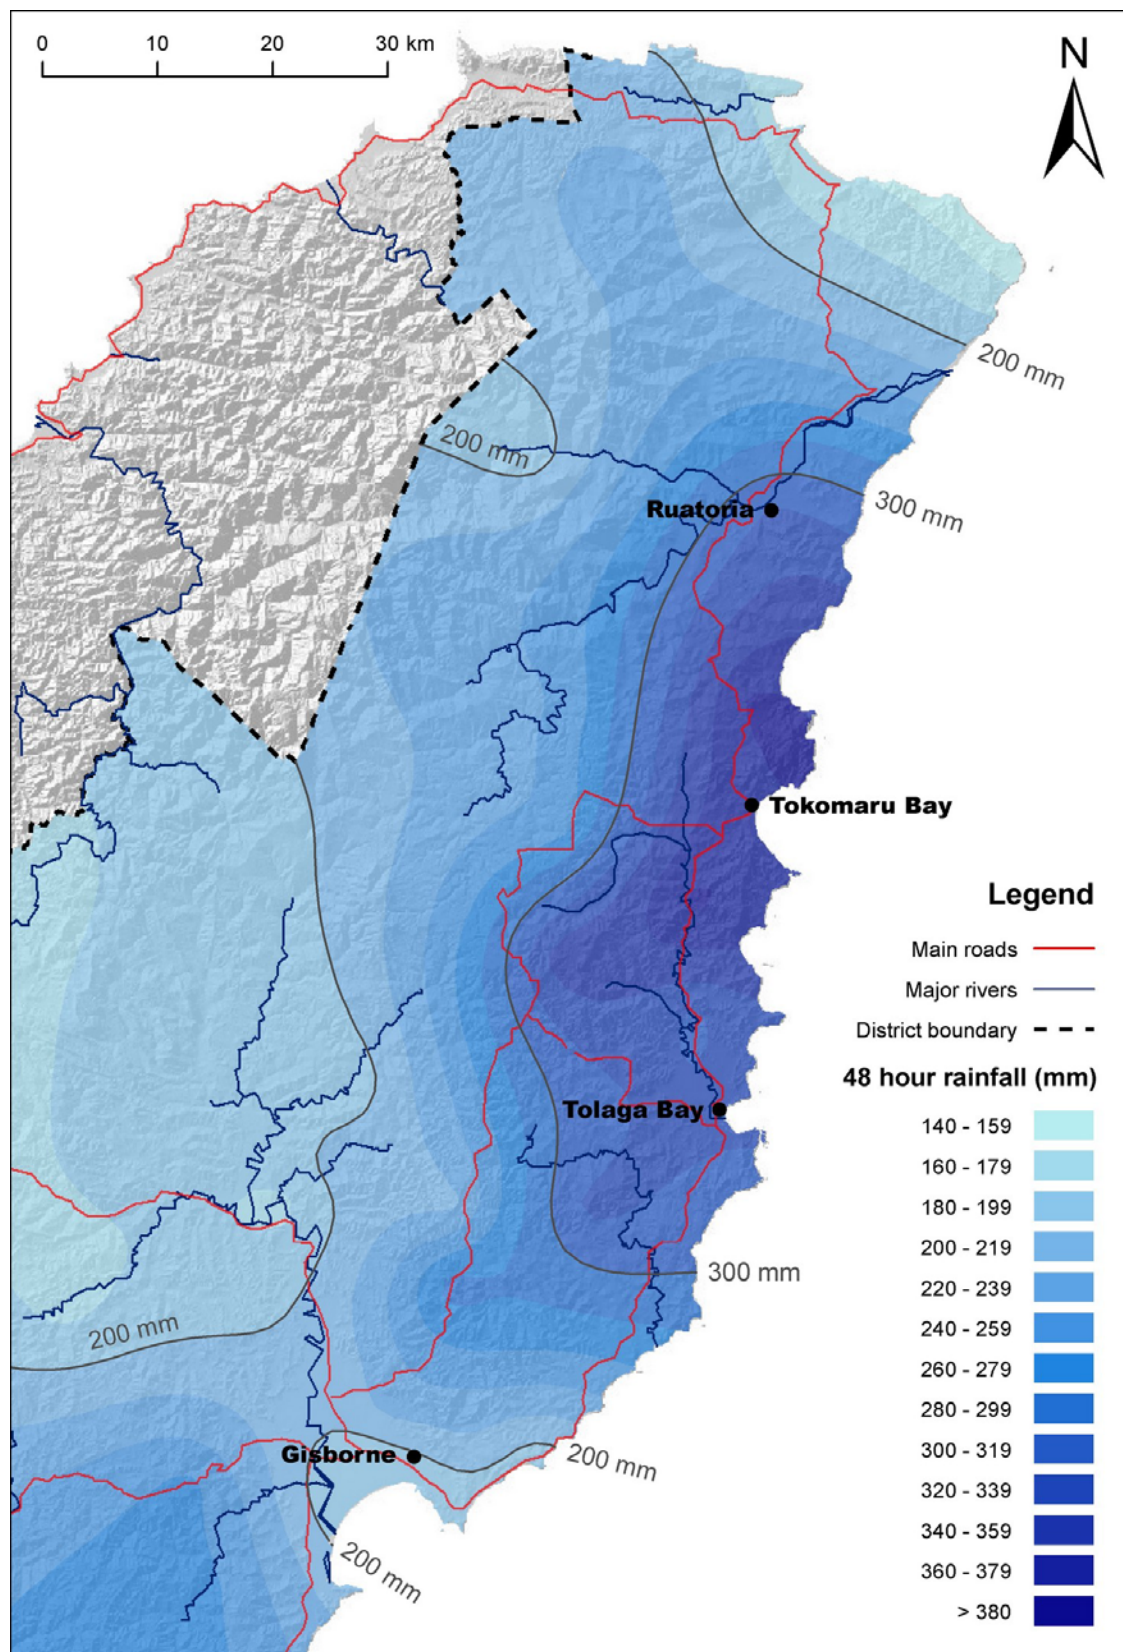 0 10 20 30 km
N
200 mm
200 mm
300 mm
Ruatoria
Tokomaru Bay
Legend
Main roads
Major rivers
District boundary
48 hour rainfall (mm)
140 - 159
160 - 179
180 - 199
200 - 219
220 - 239
240 - 259
260 - 279
280 - 299
300 - 319
320 - 339
340 - 359
360 - 379
> 380
Tolaga Bay
300 mm
200 mm
Gisborne
200 mm
200 mm